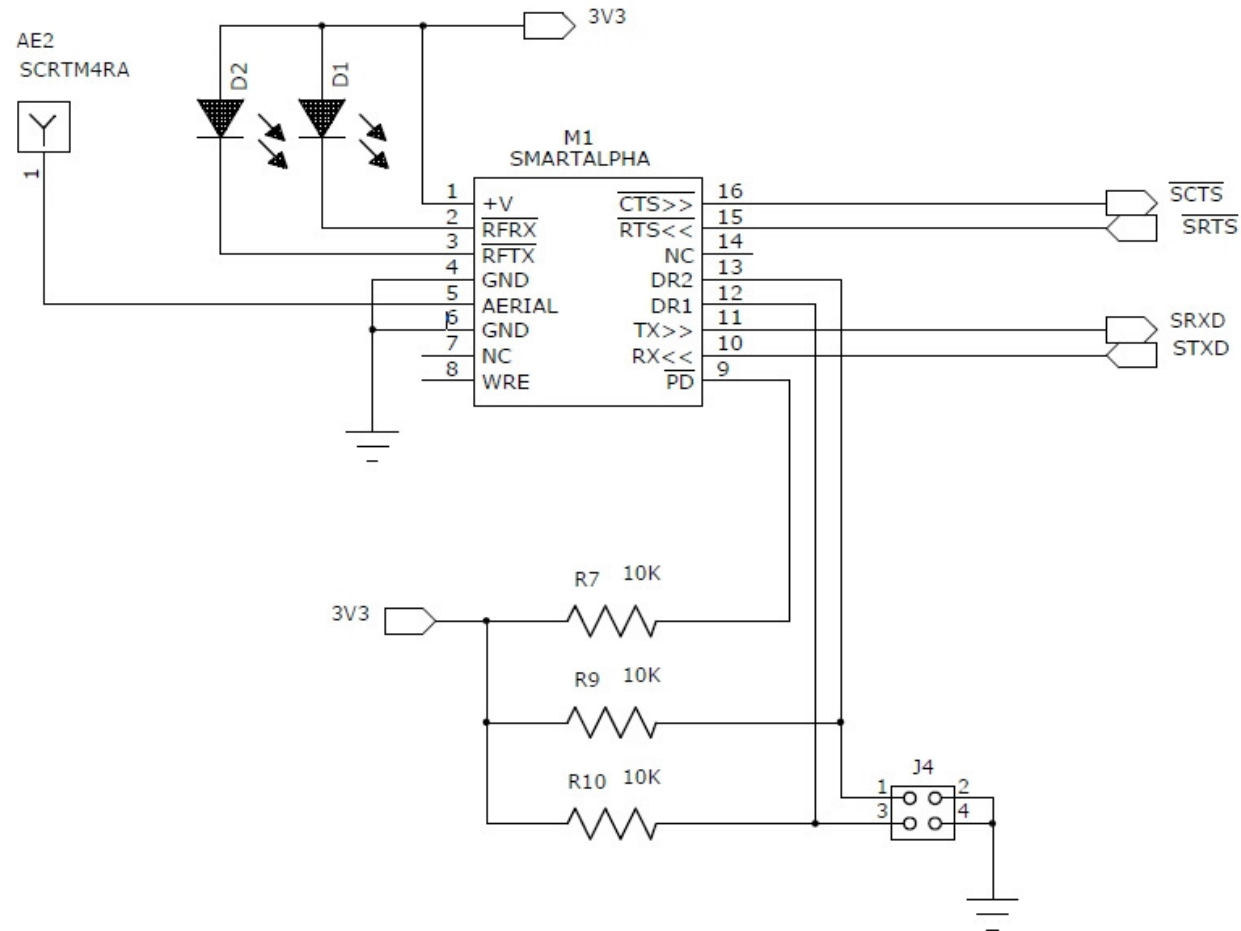 3V3
AE2
SCRTM4RA
D2
D1
1
M1
SMARTALPHA
1 +V
2 RFRX
3 RFTX
4 GND
5 AERIAL
6 GND
7 NC
8 WRE
CTS>> 16
RTS<< 15
NC 14
DR2 13
DR1 12
TX>> 11
RX<< 10
PD 9
SCTS
SRTS
SRXD
STXD
3V3
R7 10K
R9 10K
R10 10K
J4
1 2
3 4